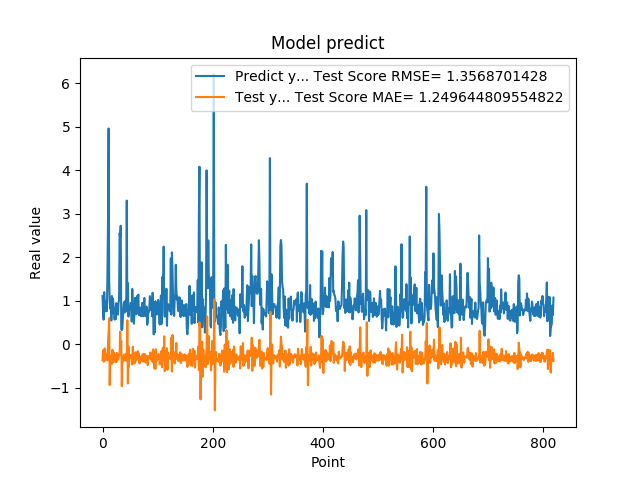 Model predict
Predict y... Test Score RMSE= 1.3568701428
Test y... Test Score MAE= 1.249644809554822
Real value
6
5
4
3
2
1
0
−1
0 200 400 600 800
Point